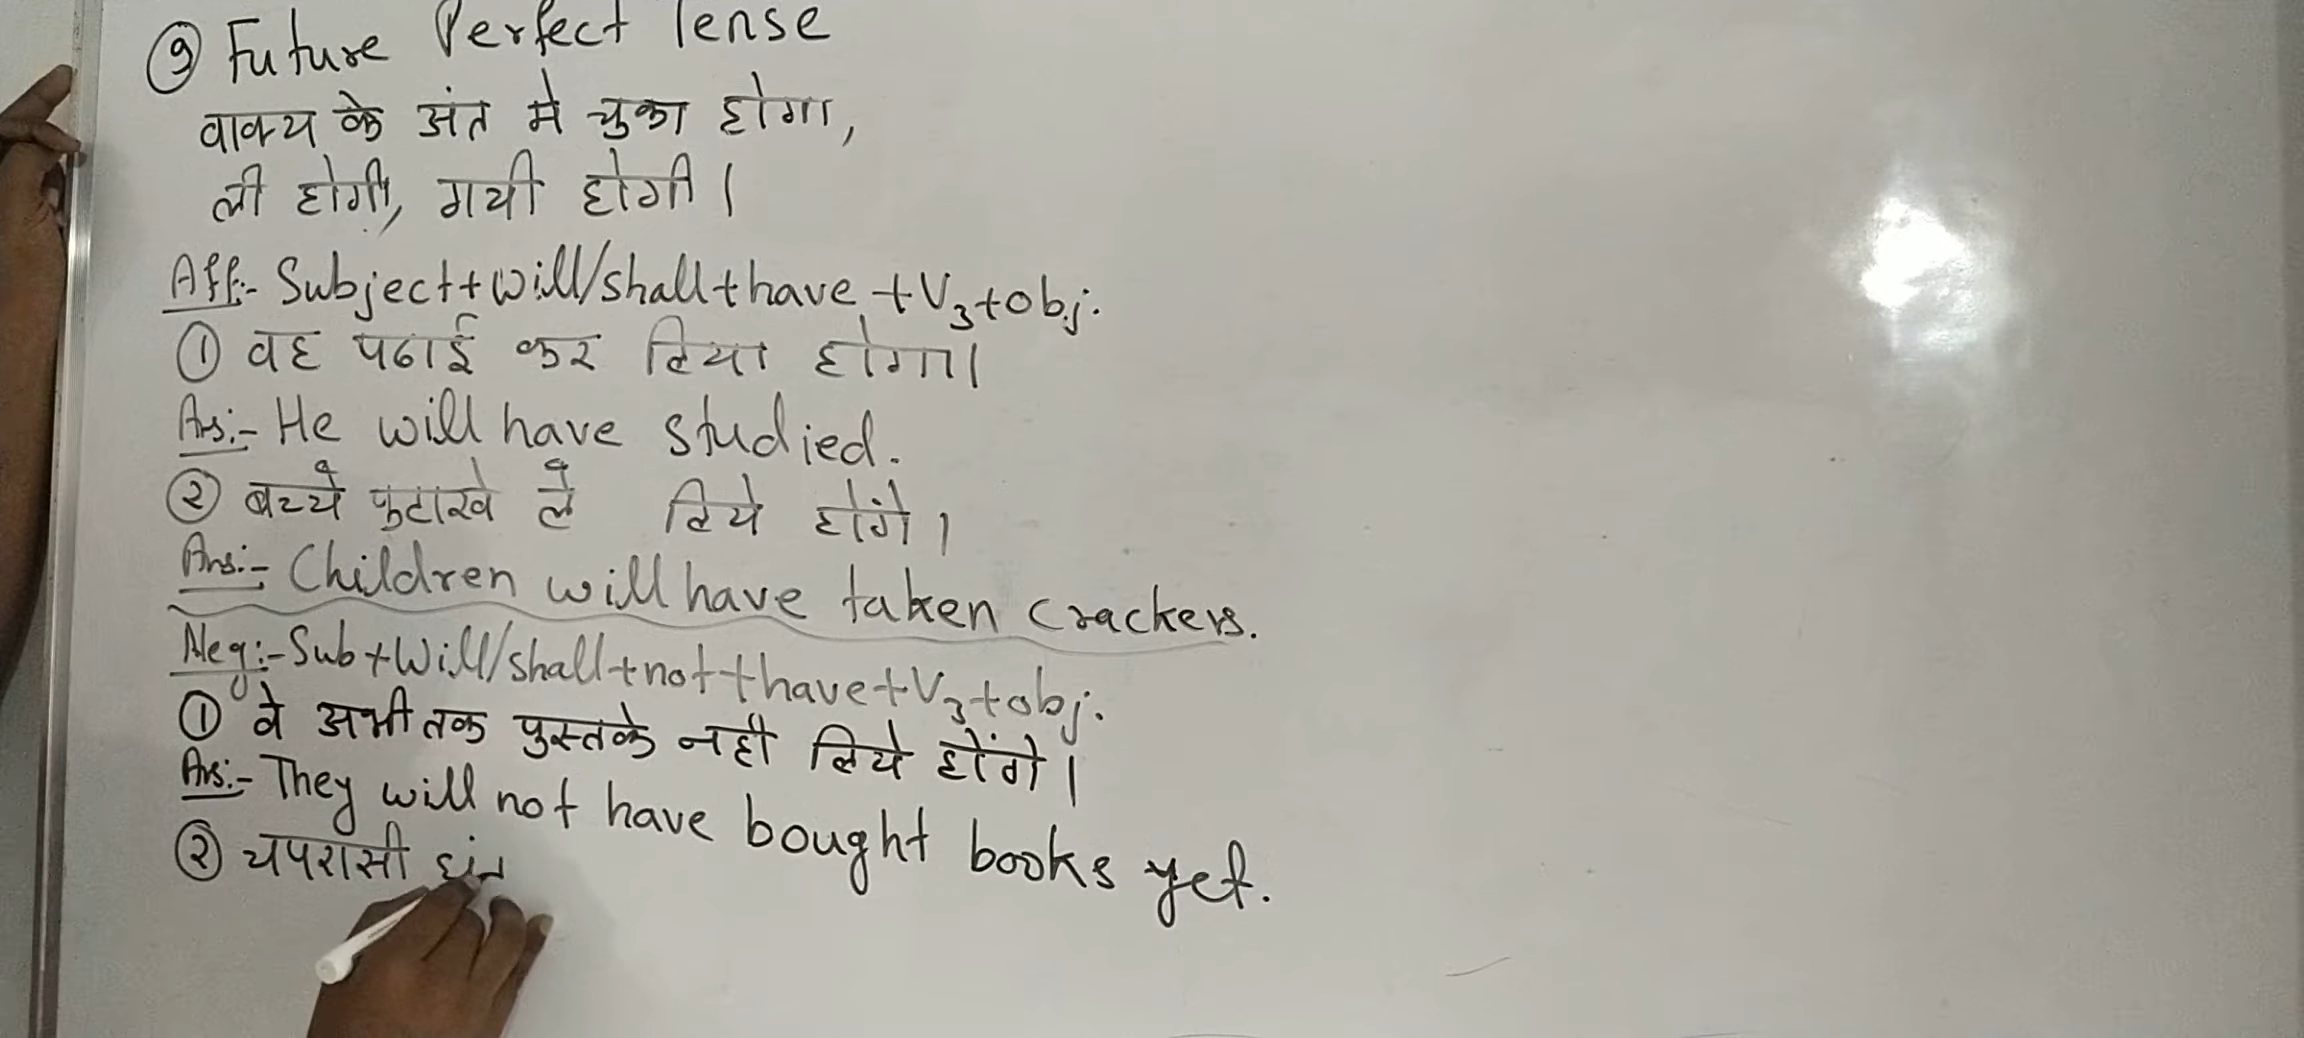 ⑨ Future Perfect Tense
वाक्य के अंत मे चुका होगा,
ली होगी, गयी होगी।
Aff:- Subject+will/shall+have+V₃+obj.
① वह पढाई कर लिया होगा।
Ans:- He will have studied.
② बच्चे फुटाखे ले लिये होंगे।
Ans:- Children will have taken crackers.
Neg:- Sub+Will/shall+not+have+V₃+obj.
① वे अभी तक पुस्तके नही लिये होंगे।
Ans:- They will not have bought books yet.
② चपरासी